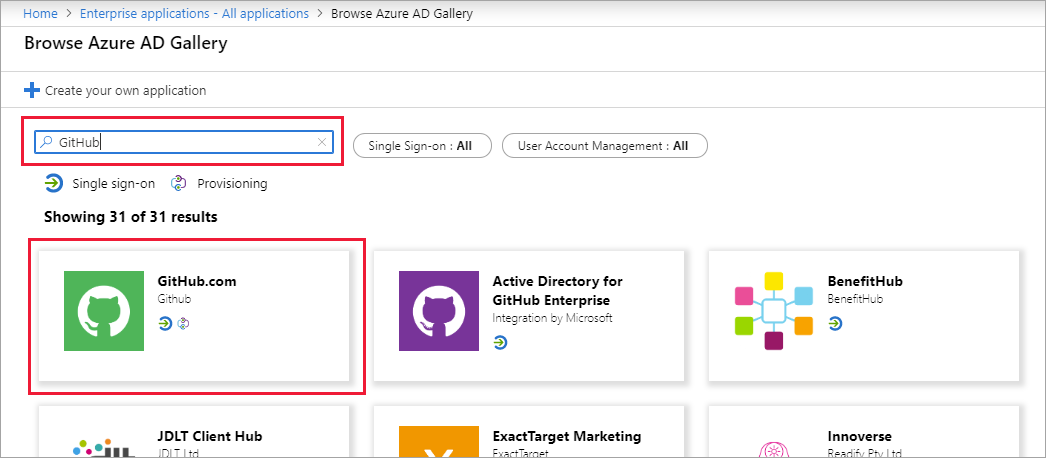 Home > Enterprise applications - All applications > Browse Azure AD Gallery
Browse Azure AD Gallery
Create your own application
GitHub
Single Sign-on : All
User Account Management : All
Single sign-on
Provisioning
Showing 31 of 31 results
GitHub.com
Github
Active Directory for
GitHub Enterprise
Integration by Microsoft
BenefitHub
BenefitHub
JDLT Client Hub
JDLT Ltd
ExactTarget Marketing
ExactTarget
Innoverse
Readify Pty Ltd